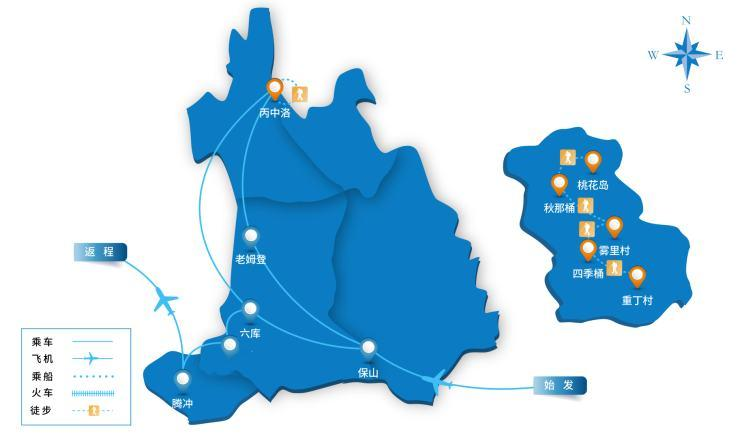 N
W
E
S
丙中洛
桃花岛
秋那桶
雾里村
四季桶
重丁村
返程
老姆登
六库
保山
腾冲
始发
乘车
飞机
乘船
火车
徒步